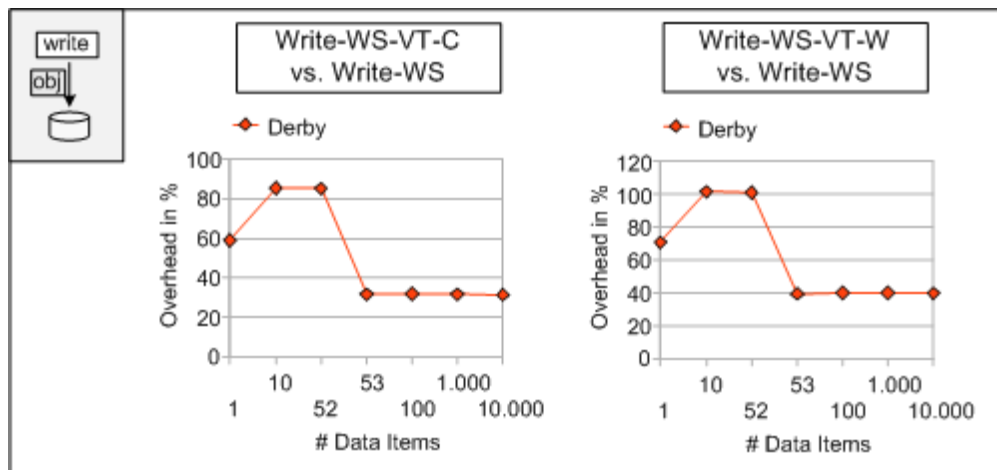 write
obj
Write-WS-VT-C
vs. Write-WS
Derby
Overhead in %
100
80
60
40
20
0
10 53 1.000
1 52 100 10.000
# Data Items
Write-WS-VT-W
vs. Write-WS
Derby
Overhead in %
120
100
80
60
40
20
0
10 53 1.000
1 52 100 10.000
# Data Items